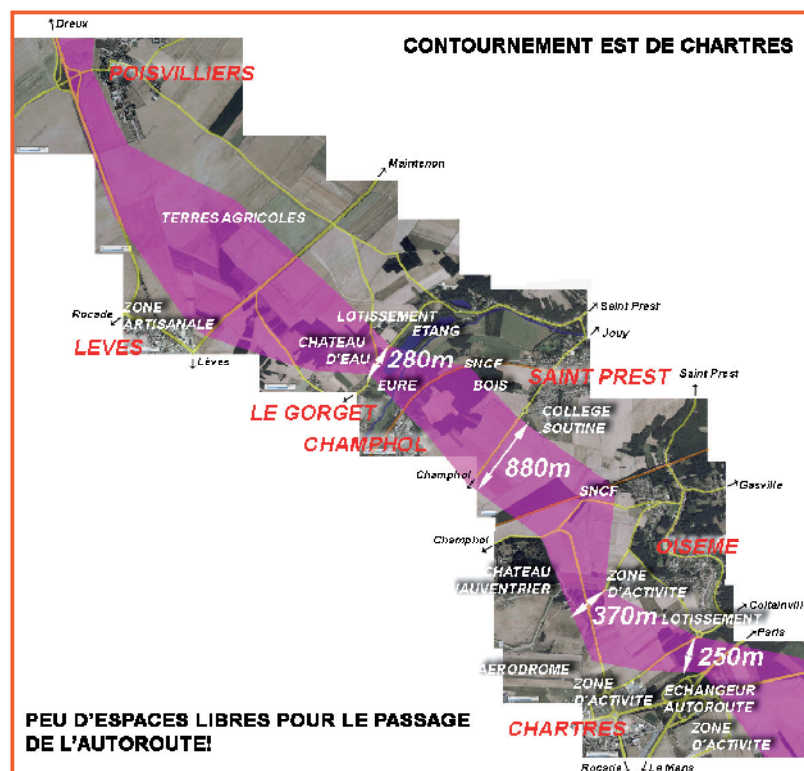 Dreux
CONTOURNEMENT EST DE CHARTRES
POISVILLIERS
Maintenon
TERRES AGRICOLES
Rocade
ZONE
ARTISANALE
LEVES
Lèves
LOTISSEMENT
ETANG
CHATEAU
D'EAU
280m
EURE
SNCF
BOIS
Saint Prest
Jouy
SAINT PREST
Saint Prest
LE GORGET
CHAMPHOL
COLLEGE
SOUTINE
880m
Champhol
SNCF
Gasville
Champhol
OISEME
CHATEAU
VAUVENTRIER
ZONE
D'ACTIVITE
370m
LOTISSEMENT
Coltainville
Paris
250m
AERODROME
ZONE
D'ACTIVITE
ECHANGEUR
AUTOROUTE
CHARTRES
ZONE
D'ACTIVITE
Rocade
Le Mans
PEU D'ESPACES LIBRES POUR LE PASSAGE
DE L'AUTOROUTE!